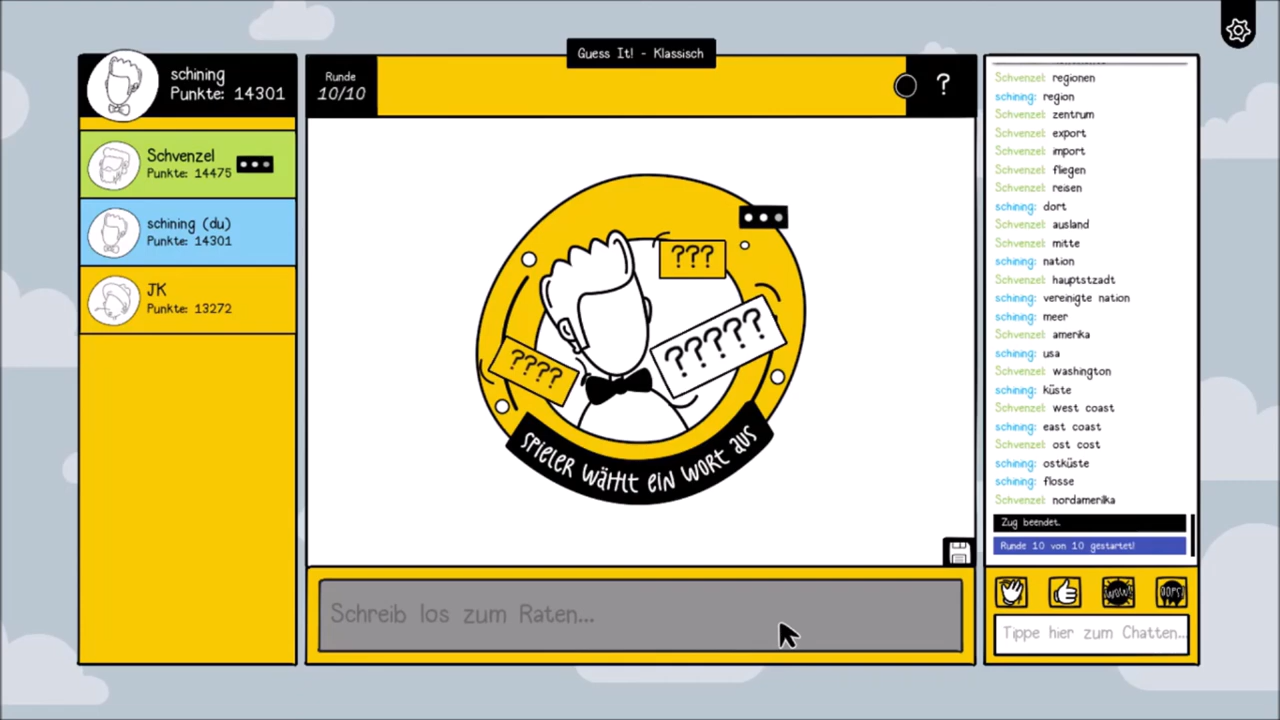 Guess It! - Klassisch
schining
Punkte: 14301
Schvenzel
Punkte: 14475
schining (du)
Punkte: 14301
JK
Punkte: 13272
Runde
10/10
?
???
????
?????
SPIELER WÄHLT EIN WORT AUS
Schreib los zum Raten...
Schvenzel: regionen
schining: region
Schvenzel: zentrum
Schvenzel: export
Schvenzel: import
Schvenzel: fliegen
Schvenzel: reisen
schining: dort
Schvenzel: ausland
Schvenzel: mitte
schining: nation
Schvenzel: hauptstzadt
schining: vereinigte nation
schining: meer
Schvenzel: amerika
schining: usa
Schvenzel: washington
schining: küste
Schvenzel: west coast
schining: east coast
Schvenzel: ost cost
schining: ostküste
schining: flosse
Schvenzel: nordamerika
Zug beendet.
Runde 10 von 10 gestartet!
WOW!
OOPS!
Tippe hier zum Chatten...